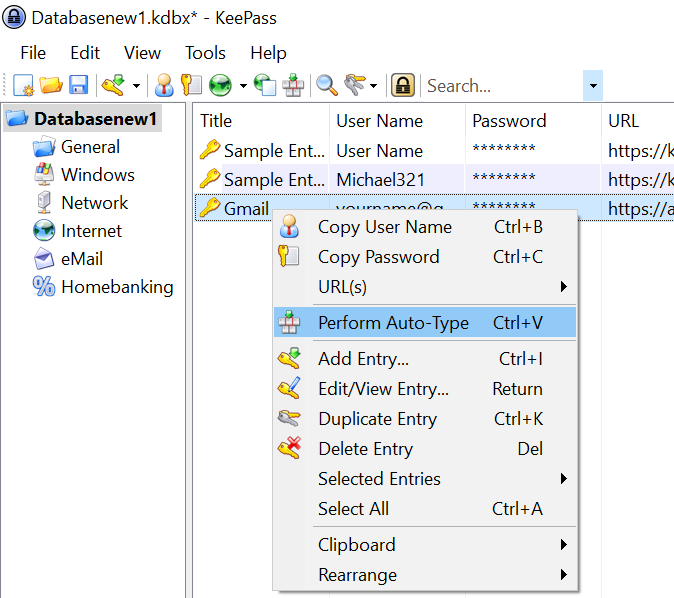 Databasenew1.kdbx* - KeePass
File Edit View Tools Help
Search...
Databasenew1
General
Windows
Network
Internet
eMail
Homebanking
Title User Name Password URL
Sample Ent... User Name ******** https://k
Sample Ent... Michael321 ******** https://k
Gmail ******** https://a
Copy User Name Ctrl+B
Copy Password Ctrl+C
URL(s)
Perform Auto-Type Ctrl+V
Add Entry... Ctrl+I
Edit/View Entry... Return
Duplicate Entry Ctrl+K
Delete Entry Del
Selected Entries
Select All Ctrl+A
Clipboard
Rearrange